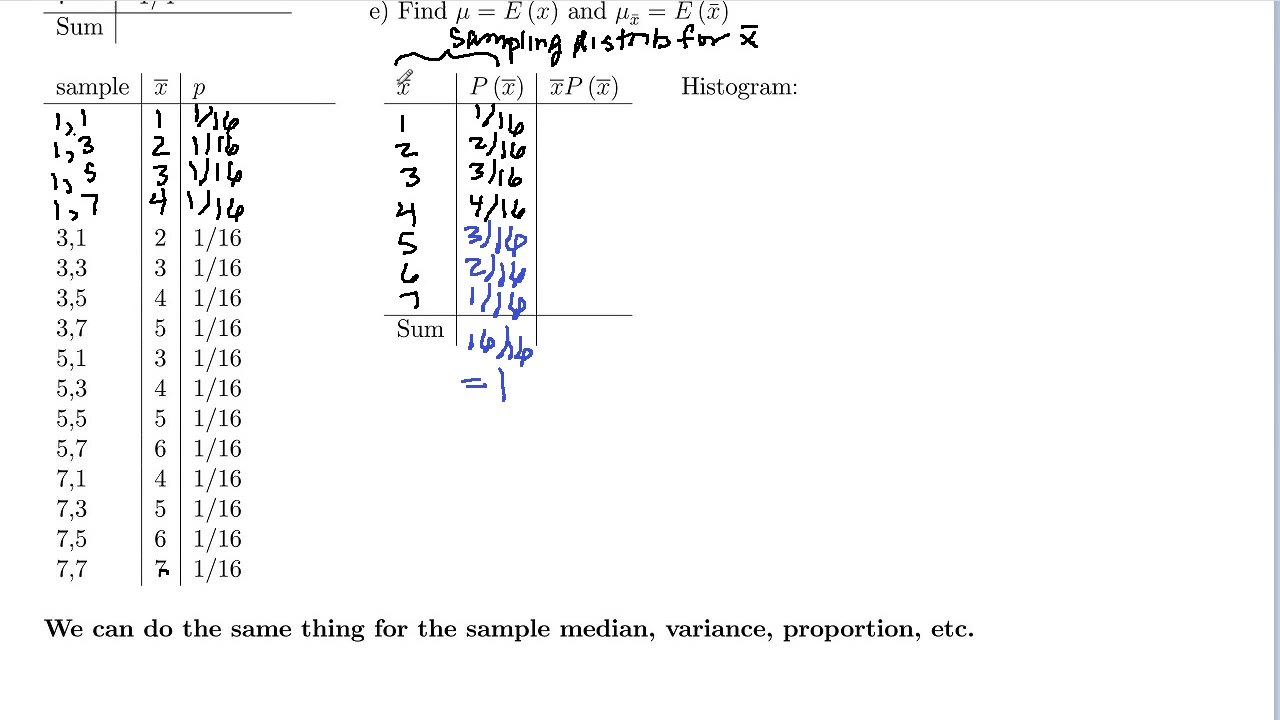 Sum
e) Find μ = E (x) and μ_x̄ = E (x̄)
Sampling distrib for x̄
sample x̄ p
1,1 1 1/16
1,3 2 1/16
1,5 3 1/16
1,7 4 1/16
3,1 2 1/16
3,3 3 1/16
3,5 4 1/16
3,7 5 1/16
5,1 3 1/16
5,3 4 1/16
5,5 5 1/16
5,7 6 1/16
7,1 4 1/16
7,3 5 1/16
7,5 6 1/16
7,7 7 1/16
x̄ P (x̄) x̄P (x̄)
1 1/16
2 2/16
3 3/16
4 4/16
5 3/16
6 2/16
7 1/16
Sum 16/16
= 1
Histogram:
We can do the same thing for the sample median, variance, proportion, etc.